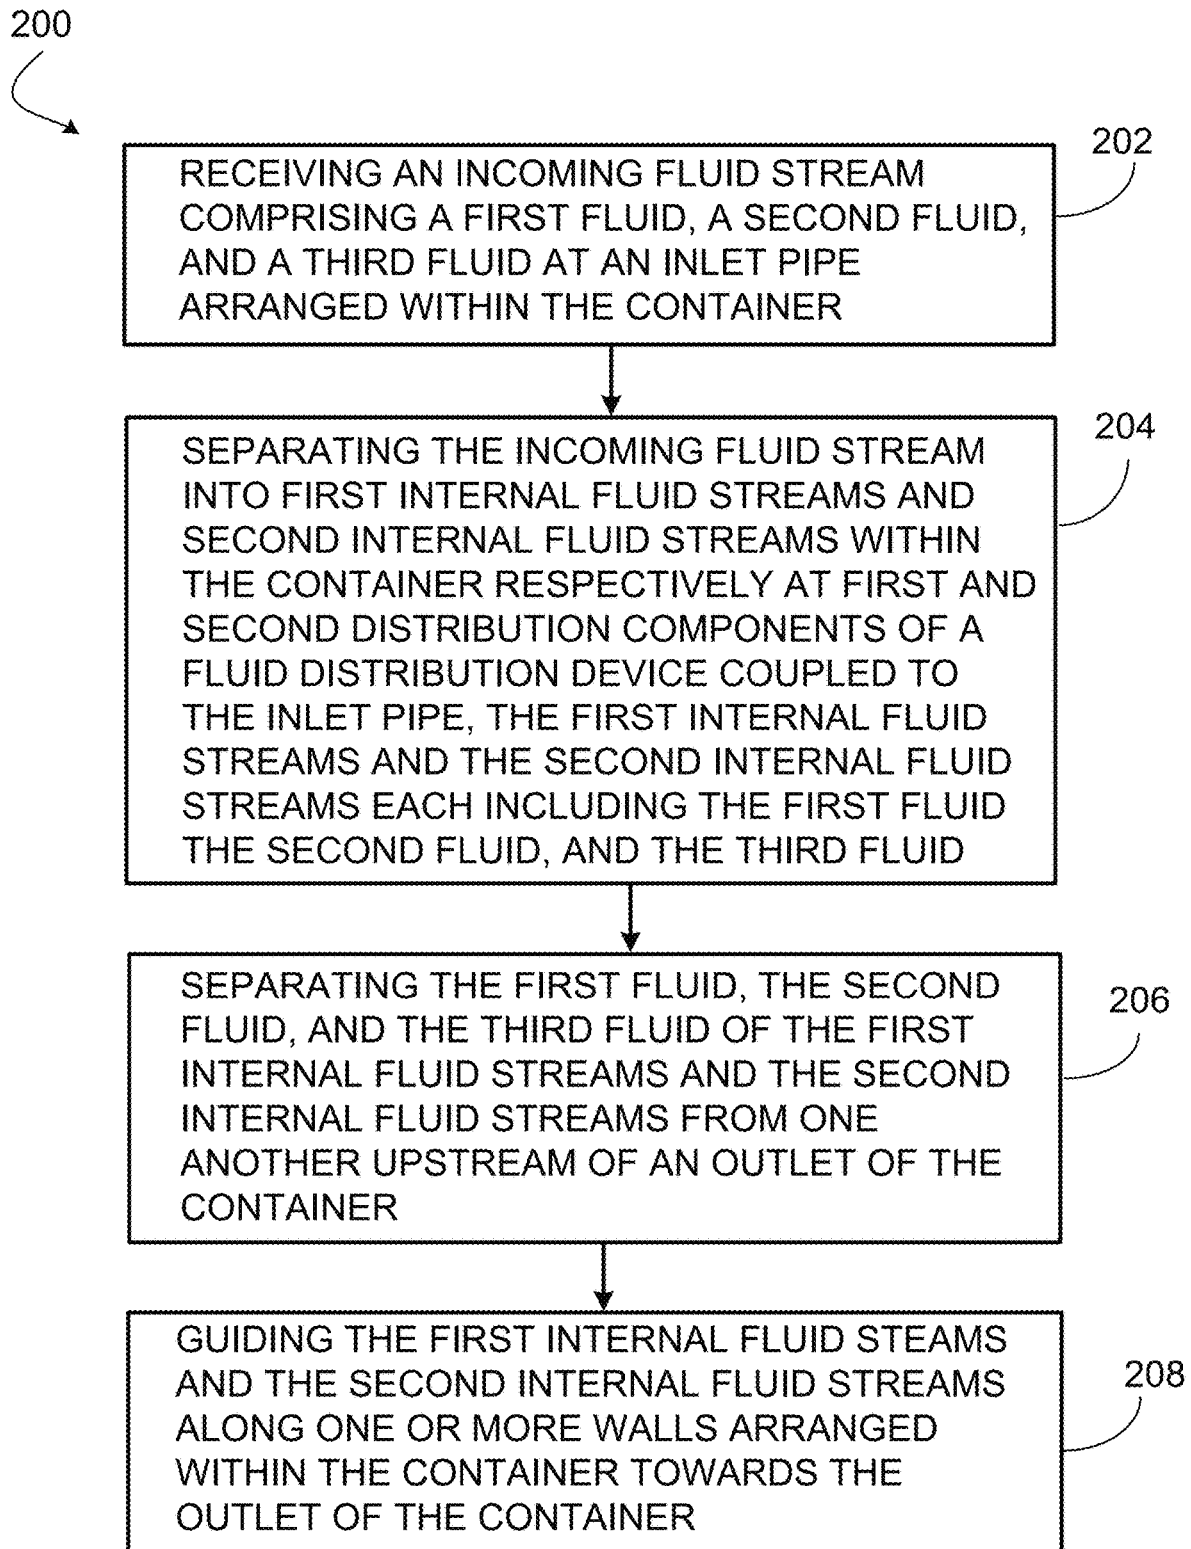 200
202
RECEIVING AN INCOMING FLUID STREAM
COMPRISING A FIRST FLUID, A SECOND FLUID,
AND A THIRD FLUID AT AN INLET PIPE
ARRANGED WITHIN THE CONTAINER
204
SEPARATING THE INCOMING FLUID STREAM
INTO FIRST INTERNAL FLUID STREAMS AND
SECOND INTERNAL FLUID STREAMS WITHIN
THE CONTAINER RESPECTIVELY AT FIRST AND
SECOND DISTRIBUTION COMPONENTS OF A
FLUID DISTRIBUTION DEVICE COUPLED TO
THE INLET PIPE, THE FIRST INTERNAL FLUID
STREAMS AND THE SECOND INTERNAL FLUID
STREAMS EACH INCLUDING THE FIRST FLUID
THE SECOND FLUID, AND THE THIRD FLUID
206
SEPARATING THE FIRST FLUID, THE SECOND
FLUID, AND THE THIRD FLUID OF THE FIRST
INTERNAL FLUID STREAMS AND THE SECOND
INTERNAL FLUID STREAMS FROM ONE
ANOTHER UPSTREAM OF AN OUTLET OF THE
CONTAINER
208
GUIDING THE FIRST INTERNAL FLUID STEAMS
AND THE SECOND INTERNAL FLUID STREAMS
ALONG ONE OR MORE WALLS ARRANGED
WITHIN THE CONTAINER TOWARDS THE
OUTLET OF THE CONTAINER